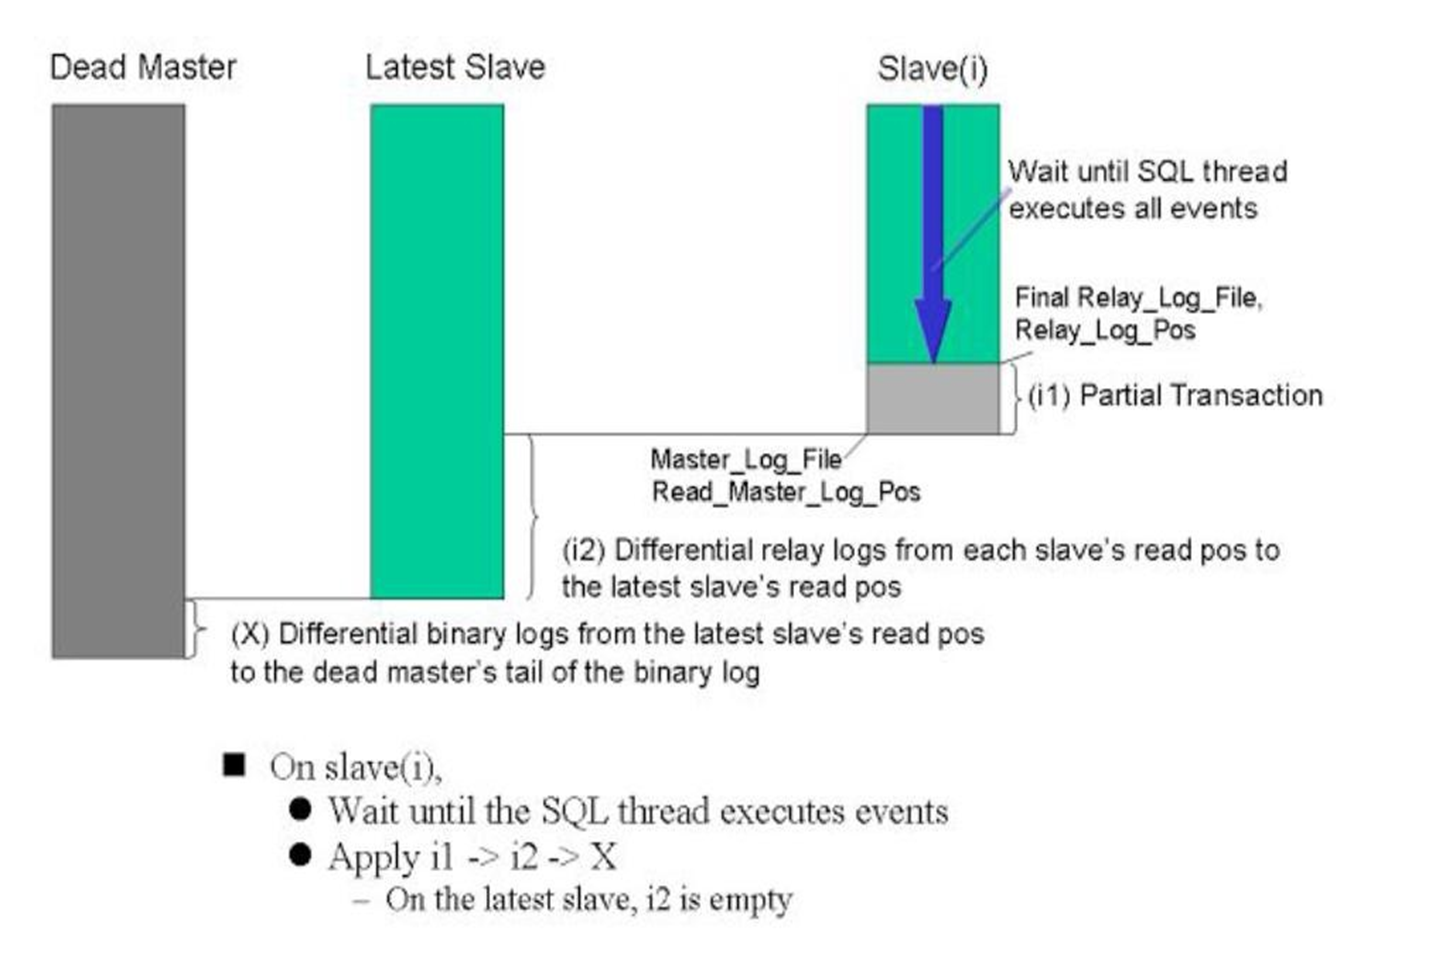 Dead Master
Latest Slave
Slave(i)
Wait until SQL thread
executes all events
Final Relay_Log_File,
Relay_Log_Pos
(i1) Partial Transaction
Master_Log_File
Read_Master_Log_Pos
(i2) Differential relay logs from each slave's read pos to
the latest slave's read pos
(X) Differential binary logs from the latest slave's read pos
to the dead master's tail of the binary log
■ On slave(i),
● Wait until the SQL thread executes events
● Apply i1 -> i2 -> X
– On the latest slave, i2 is empty